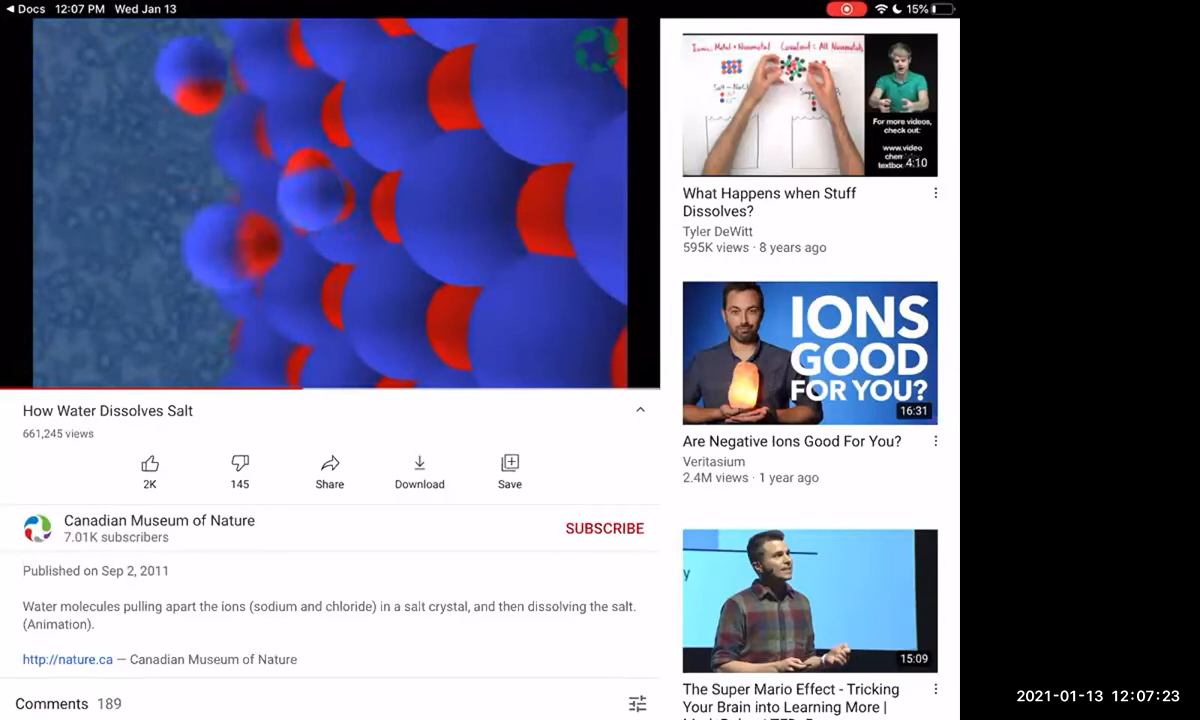 Docs 12:07 PM Wed Jan 13
15%
How Water Dissolves Salt
661,245 views
2K
145
Share
Download
Save
Canadian Museum of Nature
7.01K subscribers
SUBSCRIBE
Published on Sep 2, 2011
Water molecules pulling apart the ions (sodium and chloride) in a salt crystal, and then dissolving the salt.
(Animation).
http://nature.ca — Canadian Museum of Nature
Comments 189
Ionic: Metal + Nonmetal Covalent: All Nonmetals
For more videos,
check out:
www.video
4:10
What Happens when Stuff
Dissolves?
Tyler DeWitt
595K views · 8 years ago
IONS
GOOD
FOR YOU?
16:31
Are Negative Ions Good For You?
Veritasium
2.4M views · 1 year ago
y
15:09
The Super Mario Effect - Tricking
Your Brain into Learning More |
2021-01-13 12:07:23